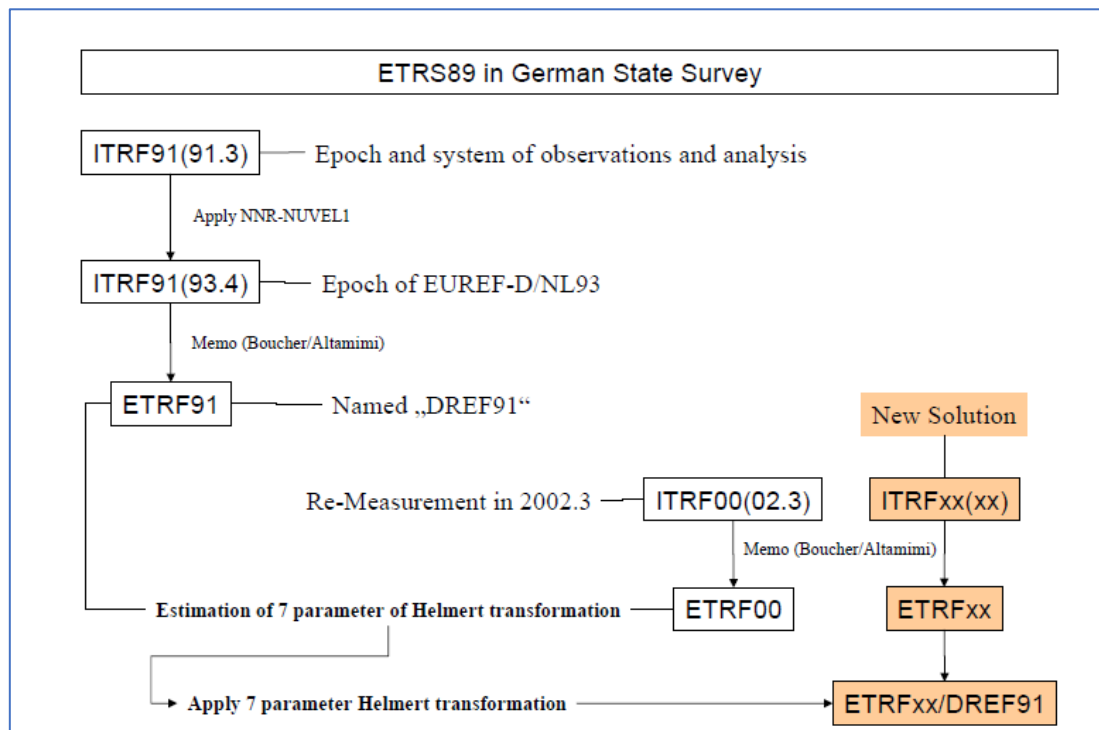 ETRS89 in German State Survey
ITRF91(91.3) Epoch and system of observations and analysis
Apply NNR-NUVEL1
ITRF91(93.4) Epoch of EUREF-D/NL93
Memo (Boucher/Altamimi)
ETRF91 Named „DREF91“
New Solution
Re-Measurement in 2002.3 ITRF00(02.3) ITRFxx(xx)
Memo (Boucher/Altamimi)
Estimation of 7 parameter of Helmert transformation ETRF00 ETRFxx
Apply 7 parameter Helmert transformation ETRFxx/DREF91